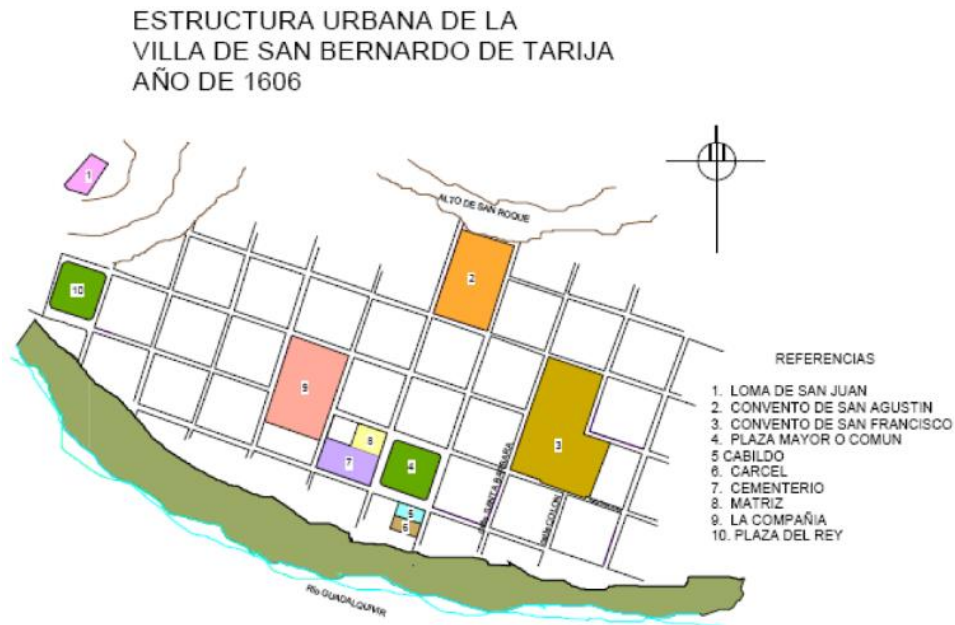 ESTRUCTURA URBANA DE LA
VILLA DE SAN BERNARDO DE TARIJA
AÑO DE 1606
1
ALTO DE SAN ROQUE
2
10
9
8
7
4
3
5
6
SANTA BARBARA
COLON
Río GUADALQUIVIR
REFERENCIAS
1. LOMA DE SAN JUAN
2. CONVENTO DE SAN AGUSTIN
3. CONVENTO DE SAN FRANCISCO
4. PLAZA MAYOR O COMUN
5 CABILDO
6. CARCEL
7. CEMENTERIO
8. MATRIZ
9. LA COMPAÑIA
10. PLAZA DEL REY